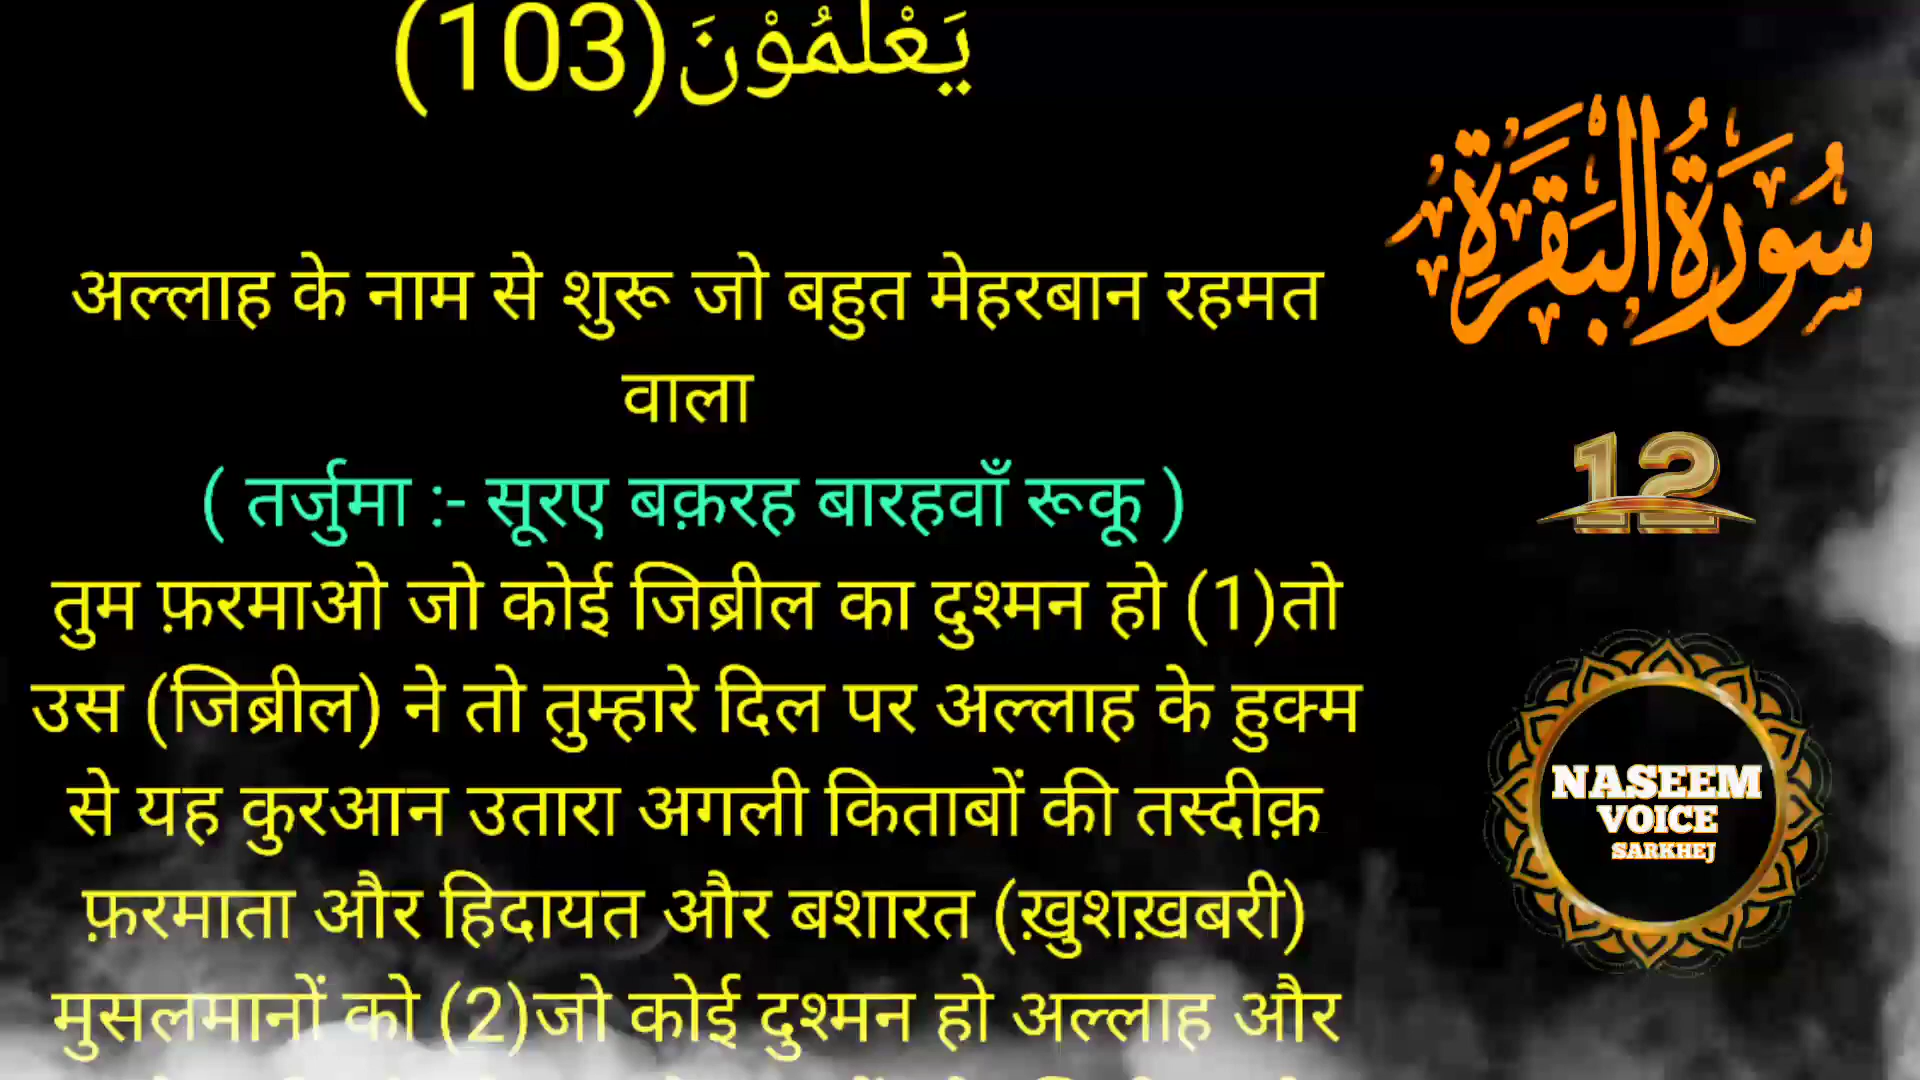 يَعْلَمُوْنَ(103)
अल्लाह के नाम से शुरू जो बहुत मेहरबान रहमत
वाला
( तर्जुमा :- सूरए बक़रह बारहवाँ रूकू )
तुम फ़रमाओ जो कोई जिब्रील का दुश्मन हो (1)तो
उस (जिब्रील) ने तो तुम्हारे दिल पर अल्लाह के हुक्म
से यह कुरआन उतारा अगली किताबों की तस्दीक़
फ़रमाता और हिदायत और बशारत (ख़ुशख़बरी)
मुसलमानों को (2)जो कोई दुश्मन हो अल्लाह और
سُورَةُ الْبَقَرَةِ
12
NASEEM
VOICE
SARKHEJ